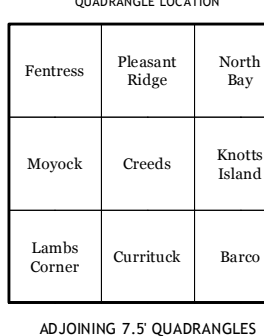 QUADRANGLE LOCATION
Fentress
Pleasant
Ridge
North
Bay
Moyock
Creeds
Knotts
Island
Lambs
Corner
Currituck
Barco
ADJOINING 7.5' QUADRANGLES